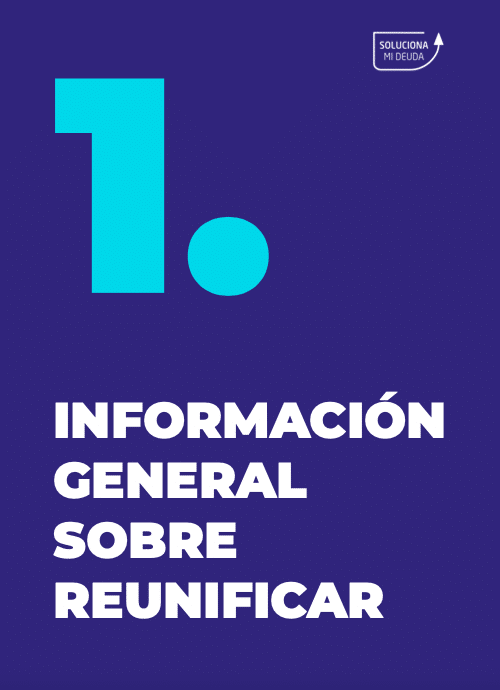 SOLUCIONA
MI DEUDA
1.
INFORMACIÓN
GENERAL
SOBRE
REUNIFICAR